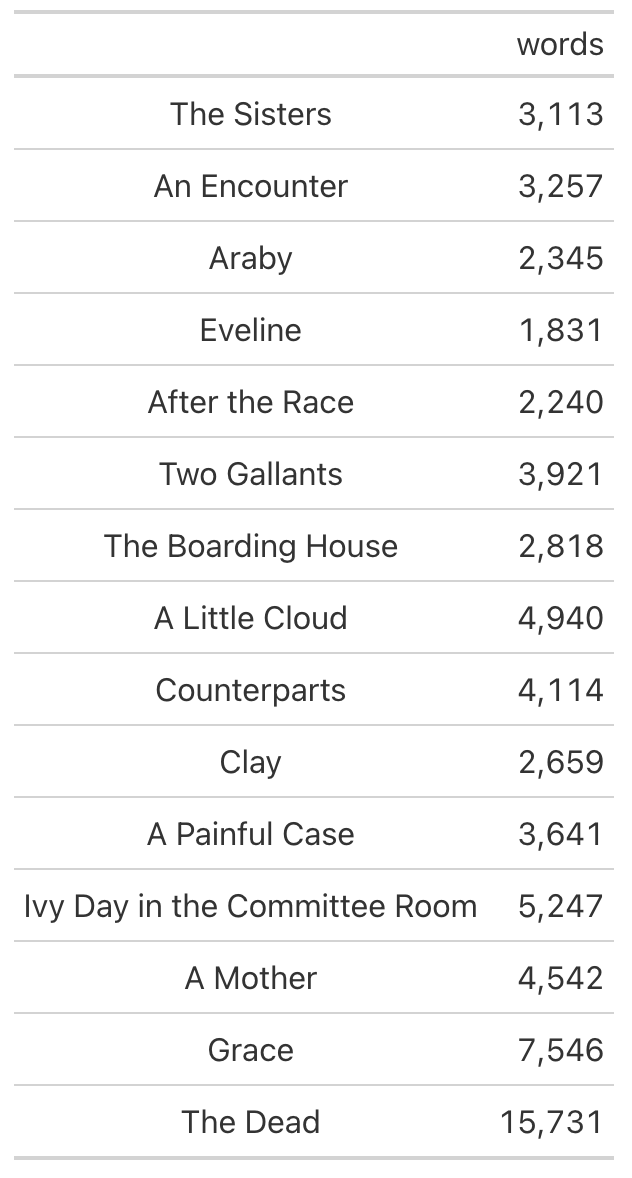 words
The Sisters 3,113
An Encounter 3,257
Araby 2,345
Eveline 1,831
After the Race 2,240
Two Gallants 3,921
The Boarding House 2,818
A Little Cloud 4,940
Counterparts 4,114
Clay 2,659
A Painful Case 3,641
Ivy Day in the Committee Room 5,247
A Mother 4,542
Grace 7,546
The Dead 15,731